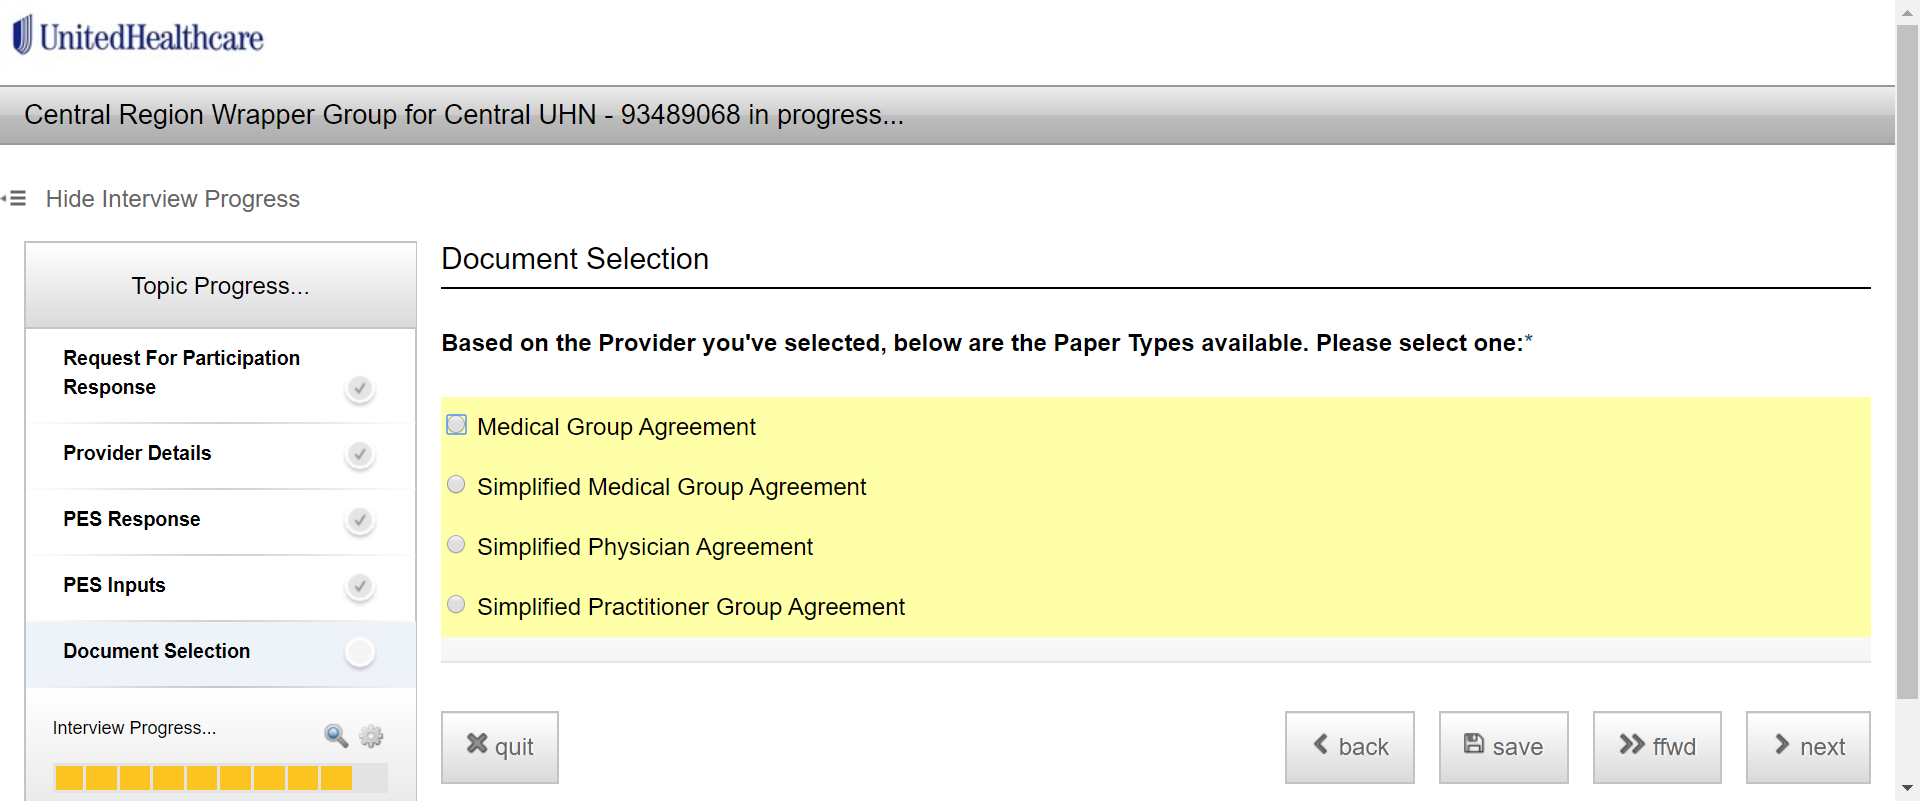 UnitedHealthcare
Central Region Wrapper Group for Central UHN - 93489068 in progress...
Hide Interview Progress
Topic Progress...
Request For Participation
Response
Provider Details
PES Response
PES Inputs
Document Selection
Interview Progress...
Document Selection
Based on the Provider you've selected, below are the Paper Types available. Please select one:*
Medical Group Agreement
Simplified Medical Group Agreement
Simplified Physician Agreement
Simplified Practitioner Group Agreement
quit
back
save
ffwd
next